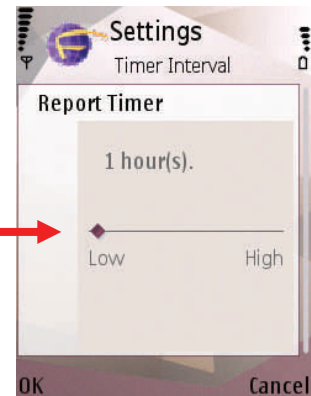 Settings
Timer Interval
Report Timer
1 hour(s).
Low High
OK Cancel